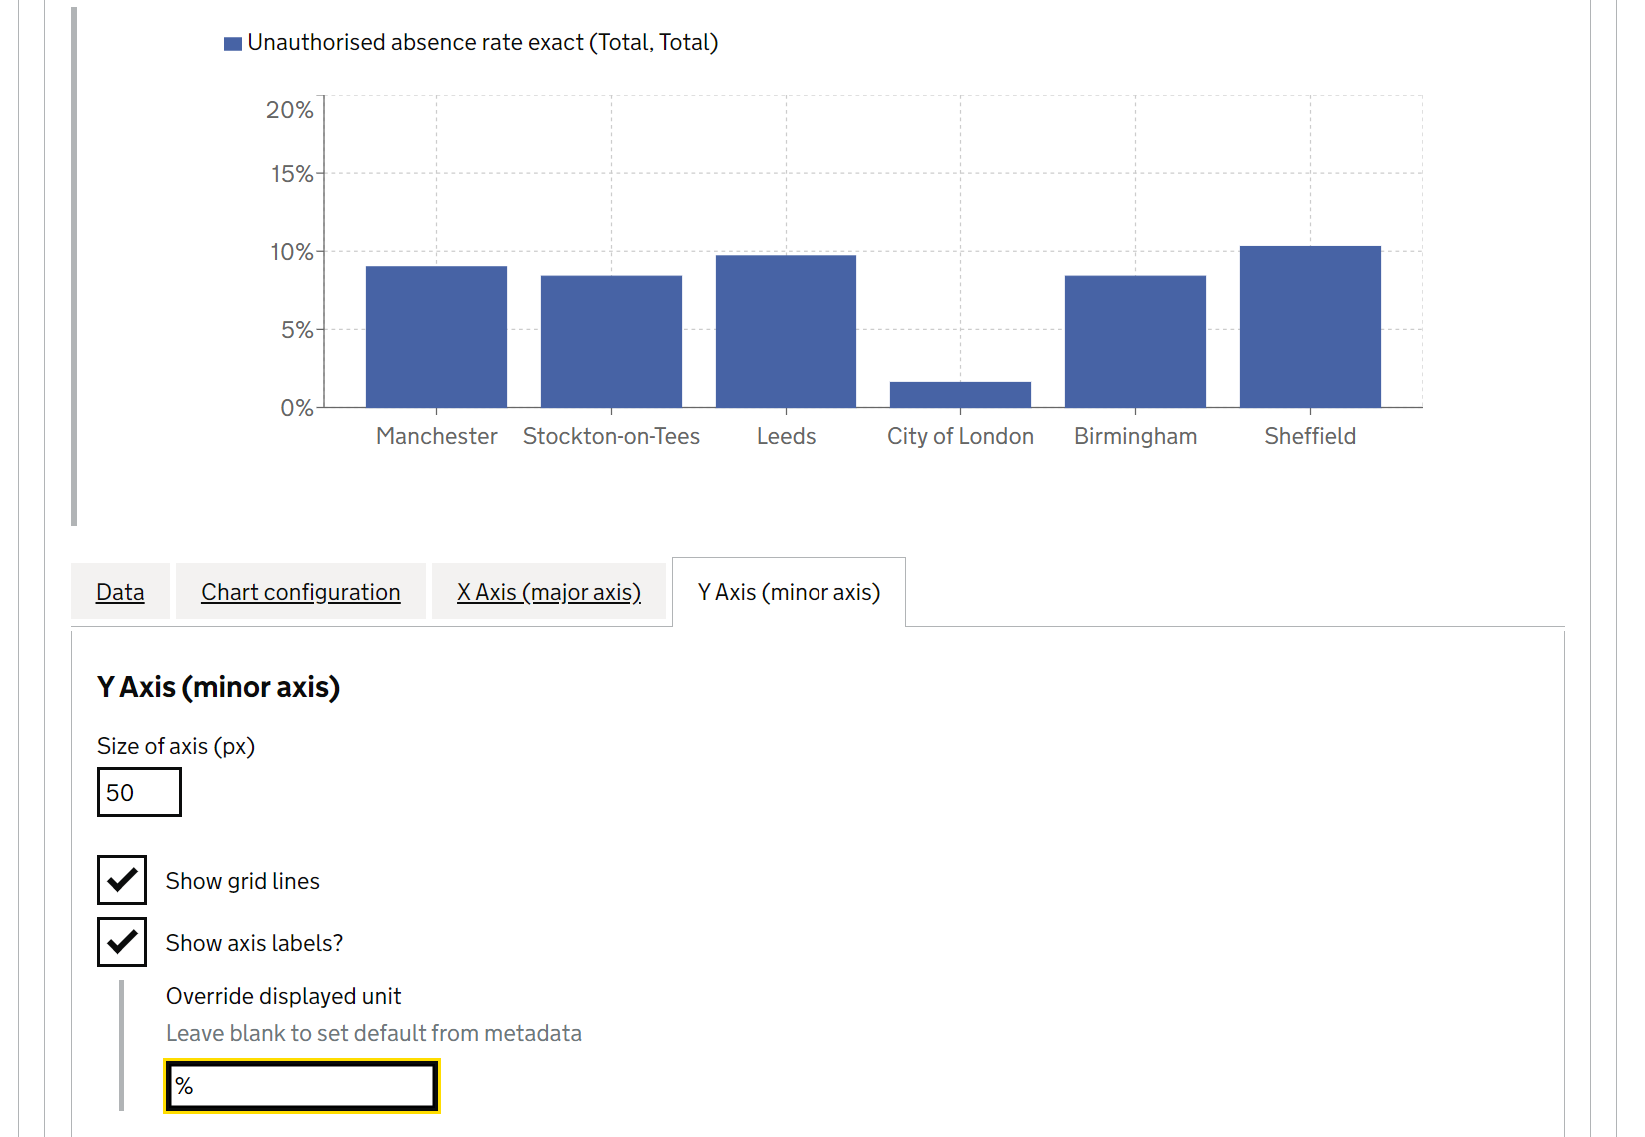 Unauthorised absence rate exact (Total, Total)
20%
15%
10%
5%
0%
Manchester Stockton-on-Tees Leeds City of London Birmingham Sheffield
Data Chart configuration X Axis (major axis) Y Axis (minor axis)
Y Axis (minor axis)
Size of axis (px)
50
Show grid lines
Show axis labels?
Override displayed unit
Leave blank to set default from metadata
%